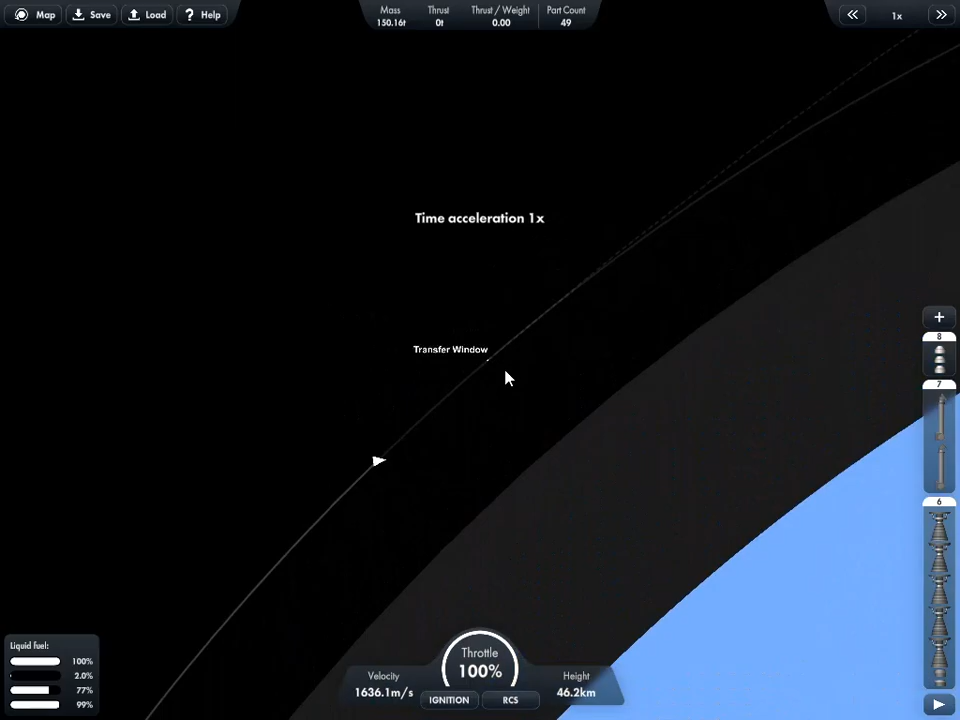 Map
Save
Load
Help
Mass
150.16t
Thrust
0t
Thrust / Weight
0.00
Part Count
49
1x
Time acceleration 1x
Transfer Window
8
7
6
Liquid fuel:
100%
2.0%
77%
99%
Velocity
1636.1m/s
Throttle
100%
IGNITION
RCS
Height
46.2km